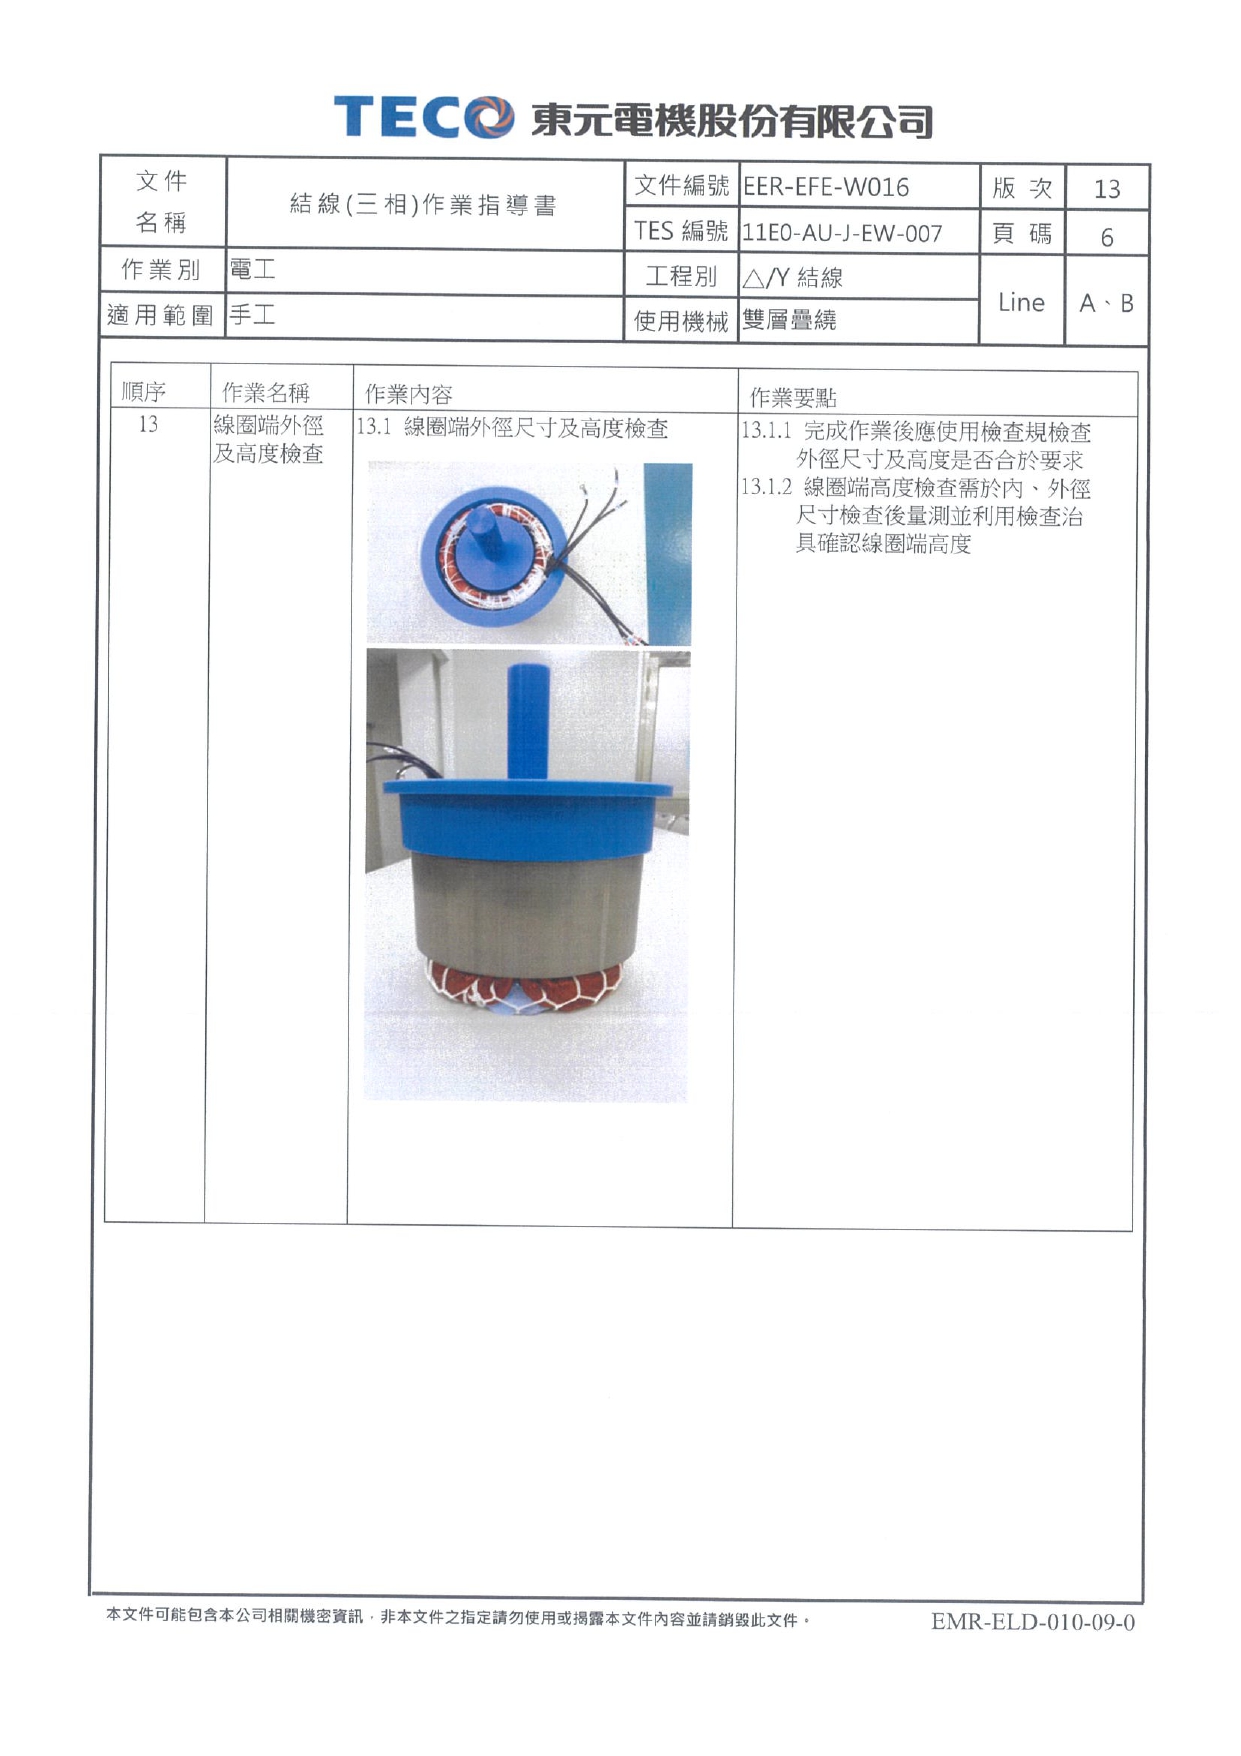 TECO 東元電機股份有限公司
文件
名稱
結線(三相)作業指導書
文件編號 EER-EFE-W016 版次 13
TES 編號 11E0-AU-J-EW-007 頁碼 6
作業別 電工 工程別 △/Y 結線 Line A、B
適用範圍 手工 使用機械 雙層疊繞
順序 作業名稱 作業內容 作業要點
13 線圈端外徑
及高度檢查
13.1 線圈端外徑尺寸及高度檢查
13.1.1 完成作業後應使用檢查規檢查
外徑尺寸及高度是否合於要求
13.1.2 線圈端高度檢查需於內、外徑
尺寸檢查後量測並利用檢查治
具確認線圈端高度
本文件可能包含本公司相關機密資訊，非本文件之指定請勿使用或揭露本文件內容並請銷毀此文件。
EMR-ELD-010-09-0